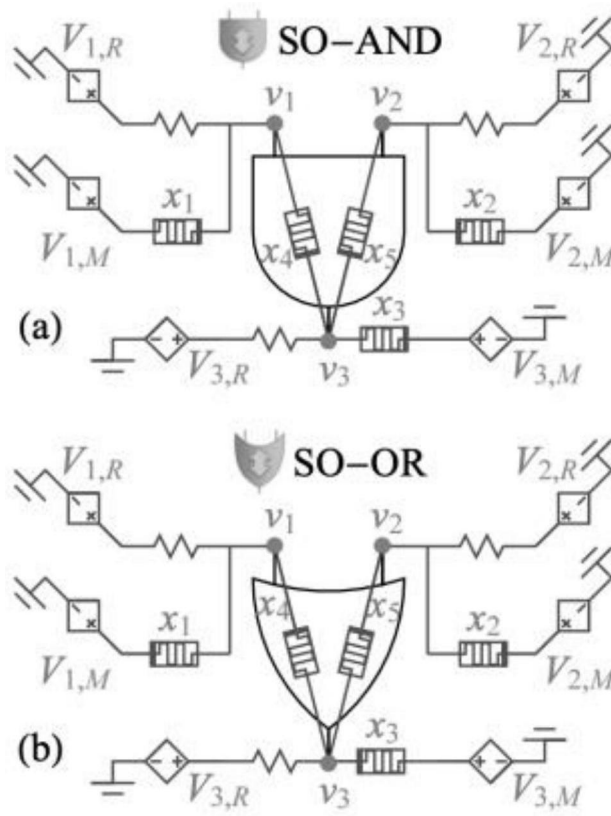 V1,R
SO–AND
V2,R
v1 v2
x1 x2
V1,M V2,M
x4 x5
x3
(a)
V3,R v3 V3,M
V1,R
SO–OR
V2,R
v1 v2
x4 x5
x1 x2
V1,M V2,M
x3
(b)
V3,R v3 V3,M